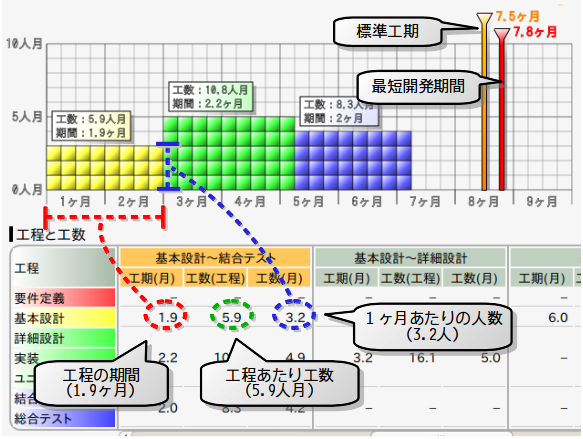 標準工期
7.5ヶ月
7.8ヶ月
最短開発期間
10人月
5人月
0人月
工数：5.9人月
期間：1.9ヶ月
工数：10.8人月
期間：2.2ヶ月
工数：8.3人月
期間：2ヶ月
1ヶ月 2ヶ月 3ヶ月 4ヶ月 5ヶ月 6ヶ月 7ヶ月 8ヶ月 9ヶ月
工程と工数
工程 基本設計～結合テスト 基本設計～詳細設計
工期(月) 工数(工程) 工数(月) 工期(月) 工数(工程) 工数(月) 工期(月)
要件定義 – – – – – – –
基本設計 1.9 5.9 3.2 6.0
詳細設計
実装 2.2 4.9 3.2 16.1 5.0 –
総合テスト 2.0 8.3 4.2 – – – –
１ヶ月あたりの人数
（3.2人）
工程の期間
（1.9ヶ月）
工程あたり工数
（5.9人月）